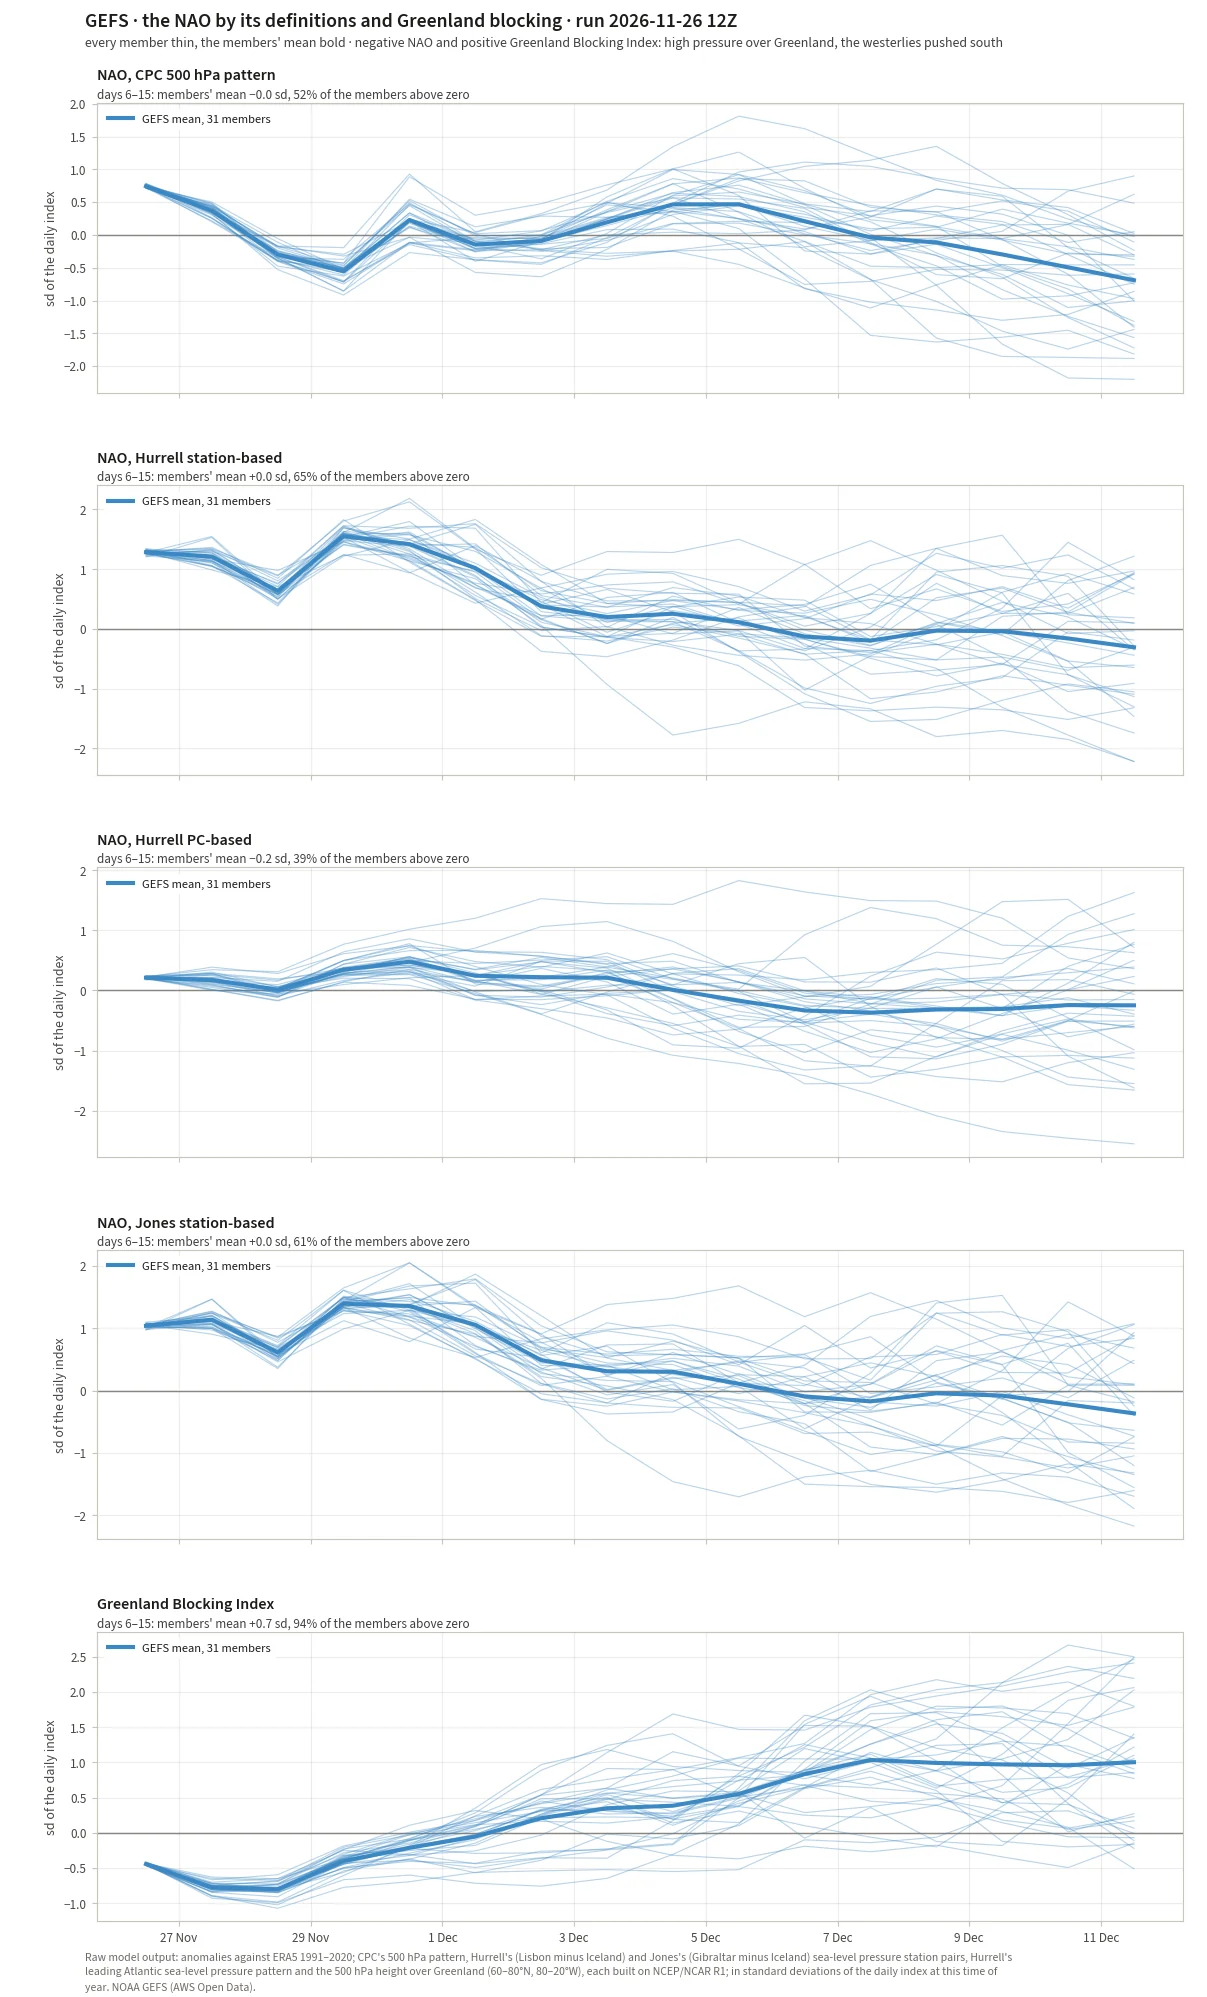 GEFS · the NAO by its definitions and Greenland blocking · run 2026-11-26 12Z
every member thin, the members' mean bold · negative NAO and positive Greenland Blocking Index: high pressure over Greenland, the westerlies pushed south
NAO, CPC 500 hPa pattern
days 6–15: members' mean −0.0 sd, 52% of the members above zero
GEFS mean, 31 members
sd of the daily index
2.0
1.5
1.0
0.5
0.0
−0.5
−1.0
−1.5
−2.0
NAO, Hurrell station-based
days 6–15: members' mean +0.0 sd, 65% of the members above zero
GEFS mean, 31 members
sd of the daily index
2
1
0
−1
−2
NAO, Hurrell PC-based
days 6–15: members' mean −0.2 sd, 39% of the members above zero
GEFS mean, 31 members
sd of the daily index
2
1
0
−1
−2
NAO, Jones station-based
days 6–15: members' mean +0.0 sd, 61% of the members above zero
GEFS mean, 31 members
sd of the daily index
2
1
0
−1
−2
Greenland Blocking Index
days 6–15: members' mean +0.7 sd, 94% of the members above zero
GEFS mean, 31 members
sd of the daily index
2.5
2.0
1.5
1.0
0.5
0.0
−0.5
−1.0
27 Nov 29 Nov 1 Dec 3 Dec 5 Dec 7 Dec 9 Dec 11 Dec
Raw model output: anomalies against ERA5 1991–2020; CPC's 500 hPa pattern, Hurrell's (Lisbon minus Iceland) and Jones's (Gibraltar minus Iceland) sea-level pressure station pairs, Hurrell's
leading Atlantic sea-level pressure pattern and the 500 hPa height over Greenland (60–80°N, 80–20°W), each built on NCEP/NCAR R1; in standard deviations of the daily index at this time of
year. NOAA GEFS (AWS Open Data).